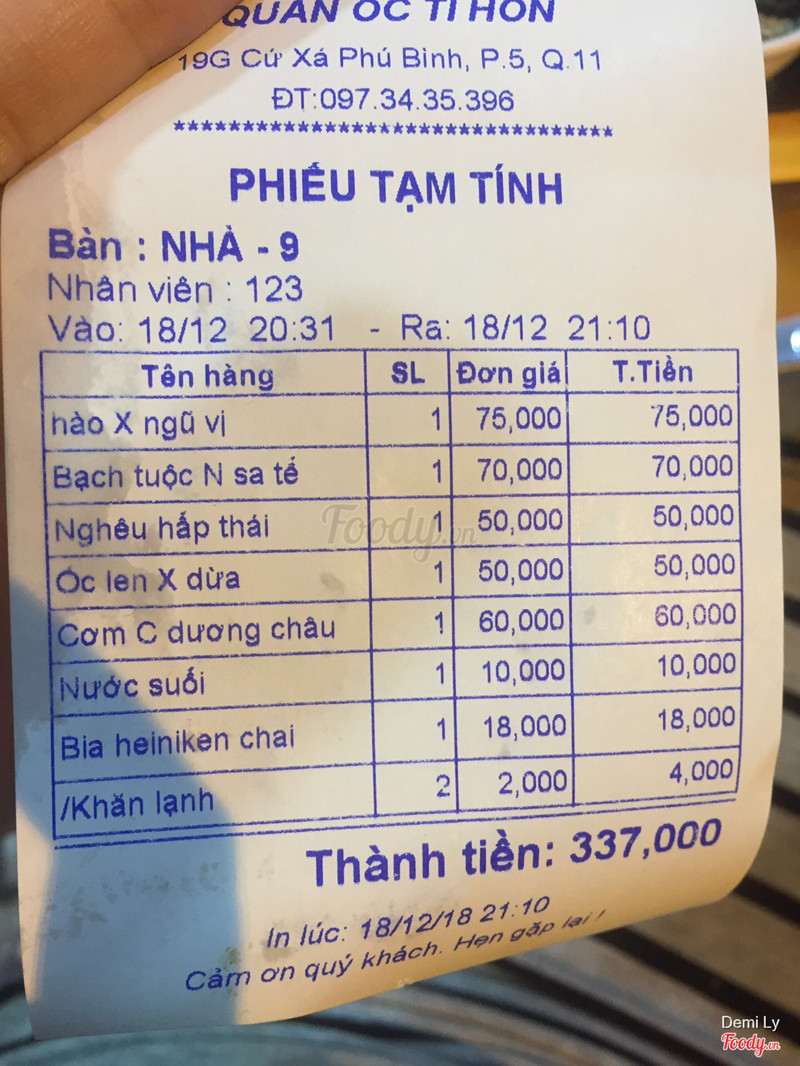 QUÁN ỐC TÍ HON
19G Cứ Xá Phú Bình, P.5, Q.11
ĐT:097.34.35.396
**********************************
PHIẾU TẠM TÍNH
Bàn : NHÀ - 9
Nhân viên : 123
Vào: 18/12 20:31 - Ra: 18/12 21:10
Tên hàng SL Đơn giá T.Tiền
hào X ngũ vị 1 75,000 75,000
Bạch tuộc N sa tế 1 70,000 70,000
Nghêu hấp thái 1 50,000 50,000
Ốc len X dừa 1 50,000 50,000
Cơm C dương châu 1 60,000 60,000
Nước suối 1 10,000 10,000
Bia heiniken chai 1 18,000 18,000
/Khăn lạnh 2 2,000 4,000
Thành tiền: 337,000
In lúc: 18/12/18 21:10
Cảm ơn quý khách. Hẹn gặp lại !
Foody.vn
Demi Ly
Foody.vn